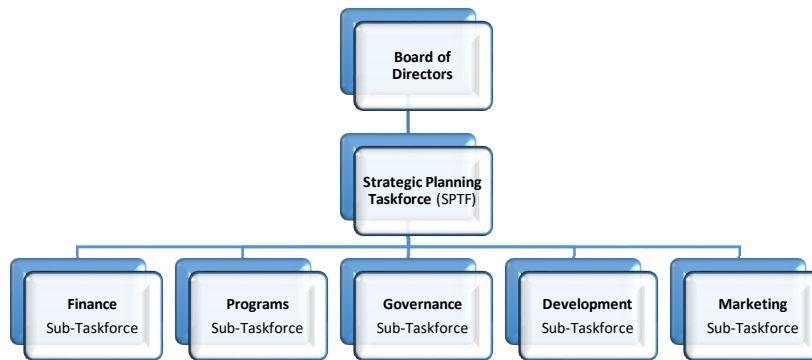 Board of
Directors
Strategic Planning
Taskforce (SPTF)
Finance
Sub-Taskforce
Programs
Sub-Taskforce
Governance
Sub-Taskforce
Development
Sub-Taskforce
Marketing
Sub-Taskforce